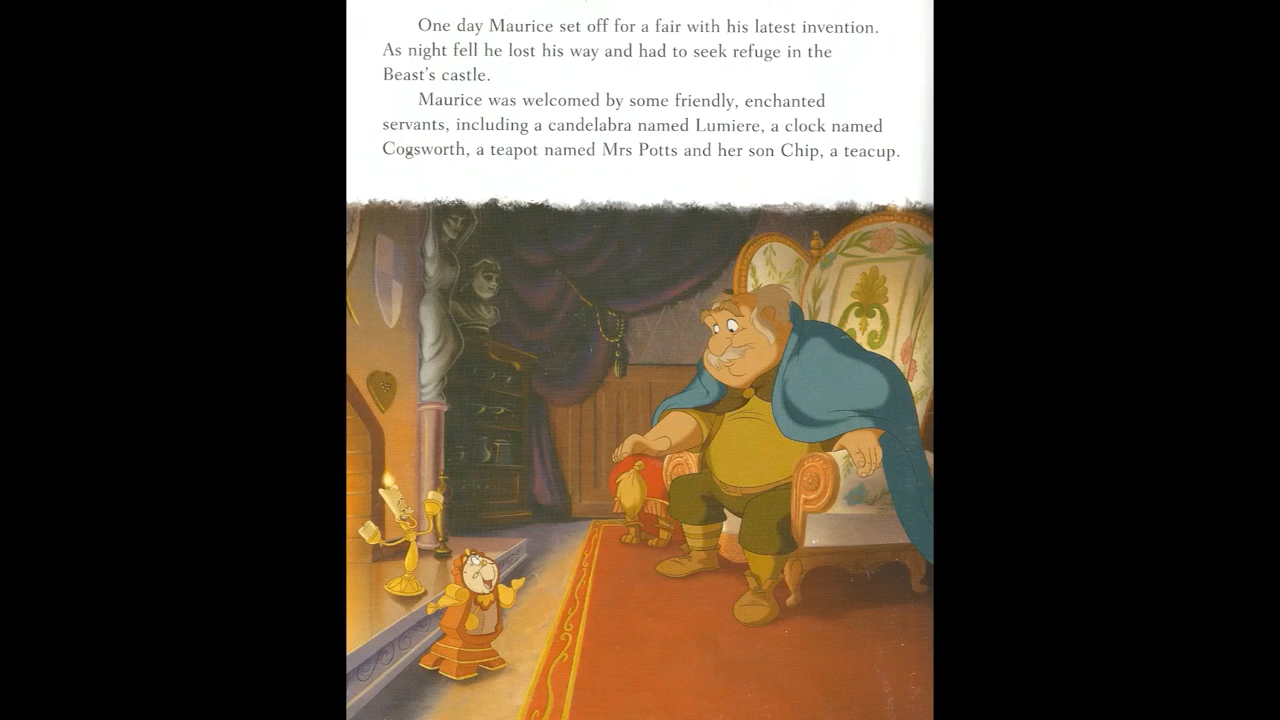 One day Maurice set off for a fair with his latest invention.
As night fell he lost his way and had to seek refuge in the
Beast's castle.
Maurice was welcomed by some friendly, enchanted
servants, including a candelabra named Lumiere, a clock named
Cogsworth, a teapot named Mrs Potts and her son Chip, a teacup.